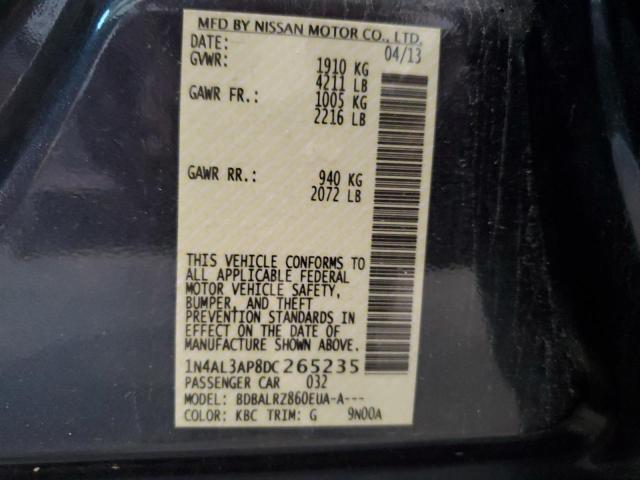 MFD BY NISSAN MOTOR CO., LTD.
DATE: 04/13
GVWR: 1910 KG
4211 LB
GAWR FR.: 1005 KG
2216 LB
GAWR RR.: 940 KG
2072 LB
THIS VEHICLE CONFORMS TO
ALL APPLICABLE FEDERAL
MOTOR VEHICLE SAFETY,
BUMPER, AND THEFT
PREVENTION STANDARDS IN
EFFECT ON THE DATE OF
MANUFACTURE SHOWN ABOVE.
1N4AL3AP8DC265235
PASSENGER CAR 032
MODEL: BDBALRZ860EUA-A---
COLOR: KBC TRIM: G 9N00A